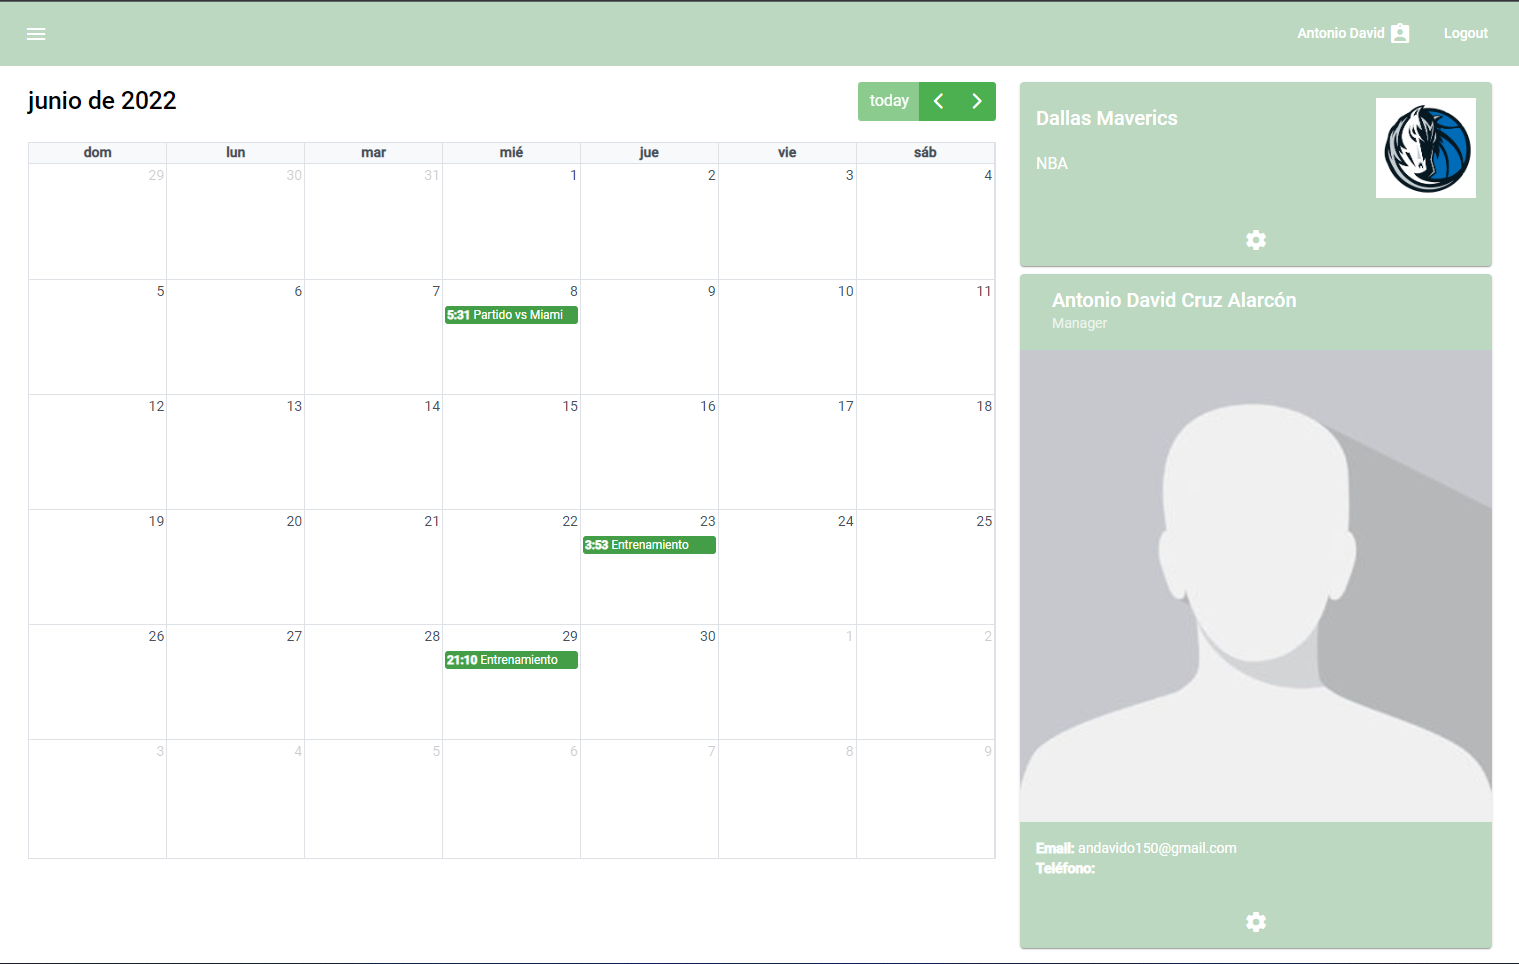 Antonio David
Logout
junio de 2022
today
dom lun mar mié jue vie sáb
29 30 31 1 2 3 4
5 6 7 8 9 10 11
5:31 Partido vs Miami
12 13 14 15 16 17 18
19 20 21 22 23 24 25
3:53 Entrenamiento
26 27 28 29 30 1 2
21:10 Entrenamiento
3 4 5 6 7 8 9
Dallas Maverics
NBA
Antonio David Cruz Alarcón
Manager
Email: andavido150@gmail.com
Teléfono: